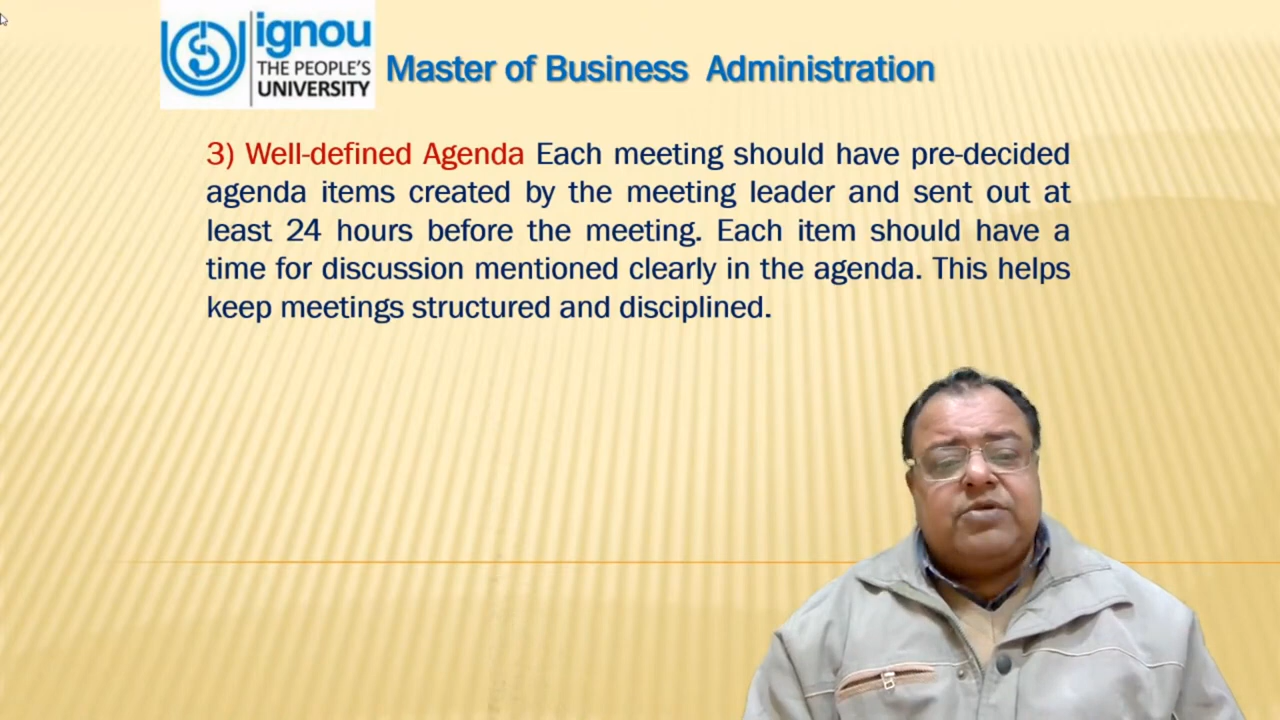 ignou
THE PEOPLE'S
UNIVERSITY
Master of Business Administration
3) Well-defined Agenda Each meeting should have pre-decided
agenda items created by the meeting leader and sent out at
least 24 hours before the meeting. Each item should have a
time for discussion mentioned clearly in the agenda. This helps
keep meetings structured and disciplined.